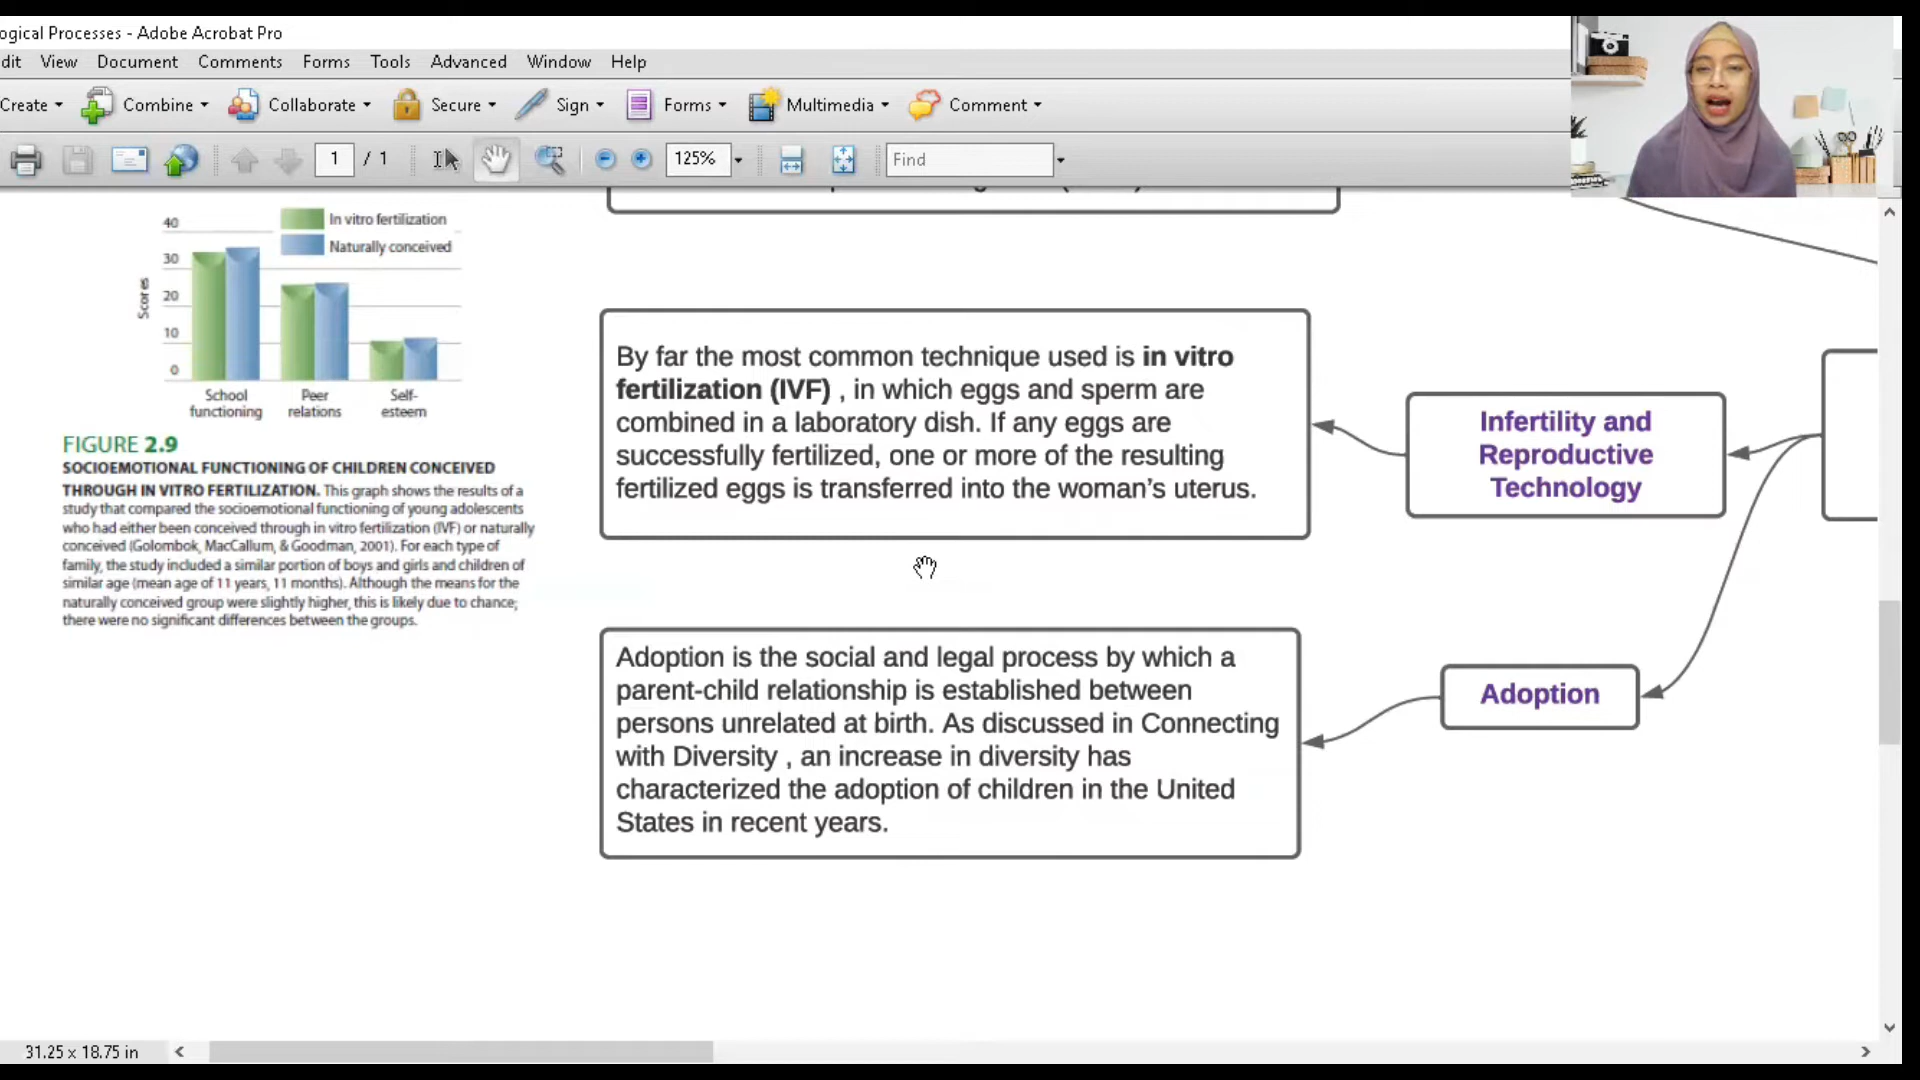 ogical Processes - Adobe Acrobat Pro
dit View Document Comments Forms Tools Advanced Window Help
Create Combine Collaborate Secure Sign Forms Multimedia Comment
1 / 1 125% Find
40
30
20
10
0
Scores
In vitro fertilization
Naturally conceived
School
functioning
Peer
relations
Self-
esteem
FIGURE 2.9
SOCIOEMOTIONAL FUNCTIONING OF CHILDREN CONCEIVED
THROUGH IN VITRO FERTILIZATION. This graph shows the results of a
study that compared the socioemotional functioning of young adolescents
who had either been conceived through in vitro fertilization (IVF) or naturally
conceived (Golombok, MacCallum, & Goodman, 2001). For each type of
family, the study included a similar portion of boys and girls and children of
similar age (mean age of 11 years, 11 months). Although the means for the
naturally conceived group were slightly higher, this is likely due to chance;
there were no significant differences between the groups.
By far the most common technique used is in vitro
fertilization (IVF) , in which eggs and sperm are
combined in a laboratory dish. If any eggs are
successfully fertilized, one or more of the resulting
fertilized eggs is transferred into the woman's uterus.
Infertility and
Reproductive
Technology
Adoption is the social and legal process by which a
parent-child relationship is established between
persons unrelated at birth. As discussed in Connecting
with Diversity , an increase in diversity has
characterized the adoption of children in the United
States in recent years.
Adoption
31.25 x 18.75 in